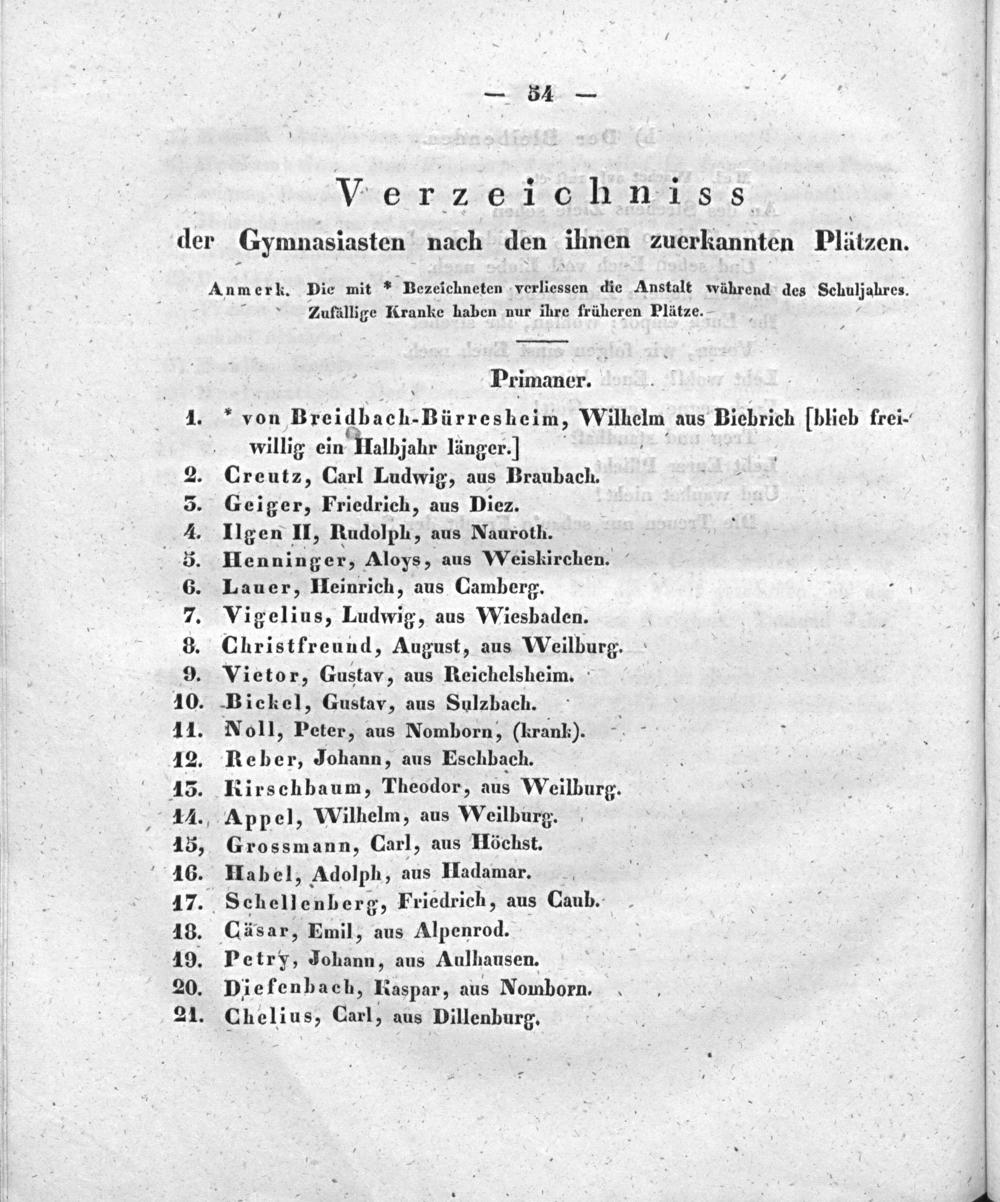 — 54 —
Verzeichniss
der Gymnasiasten nach den ihnen zuerkannten Plätzen.
Anmerk. Die mit * Bezeichneten verliessen die Anstalt während des Schuljahres.
Zufällige Kranke haben nur ihre früheren Plätze.
Primaner.
1. * von Breidbach-Bürresheim, Wilhelm aus Biebrich [blieb frei-
willig ein Halbjahr länger.]
2. Creutz, Carl Ludwig, aus Braubach.
3. Geiger, Friedrich, aus Diez.
4. Ilgen II, Rudolph, aus Nauroth.
5. Henninger, Aloys, aus Weiskirchen.
6. Lauer, Heinrich, aus Camberg.
7. Vigelius, Ludwig, aus Wiesbaden.
8. Christfreund, August, aus Weilburg.
9. Vietor, Gustav, aus Reichelsheim.
10. Bickel, Gustav, aus Sulzbach.
11. Noll, Peter, aus Nomborn, (krank).
12. Reber, Johann, aus Eschbach.
13. Kirschbaum, Theodor, aus Weilburg.
14. Appel, Wilhelm, aus Weilburg.
15, Grossmann, Carl, aus Höchst.
16. Habel, Adolph, aus Hadamar.
17. Schellenberg, Friedrich, aus Caub.
18. Cäsar, Emil, aus Alpenrod.
19. Petry, Johann, aus Aulhausen.
20. Diefenbach, Kaspar, aus Nomborn.
21. Chelius, Carl, aus Dillenburg.